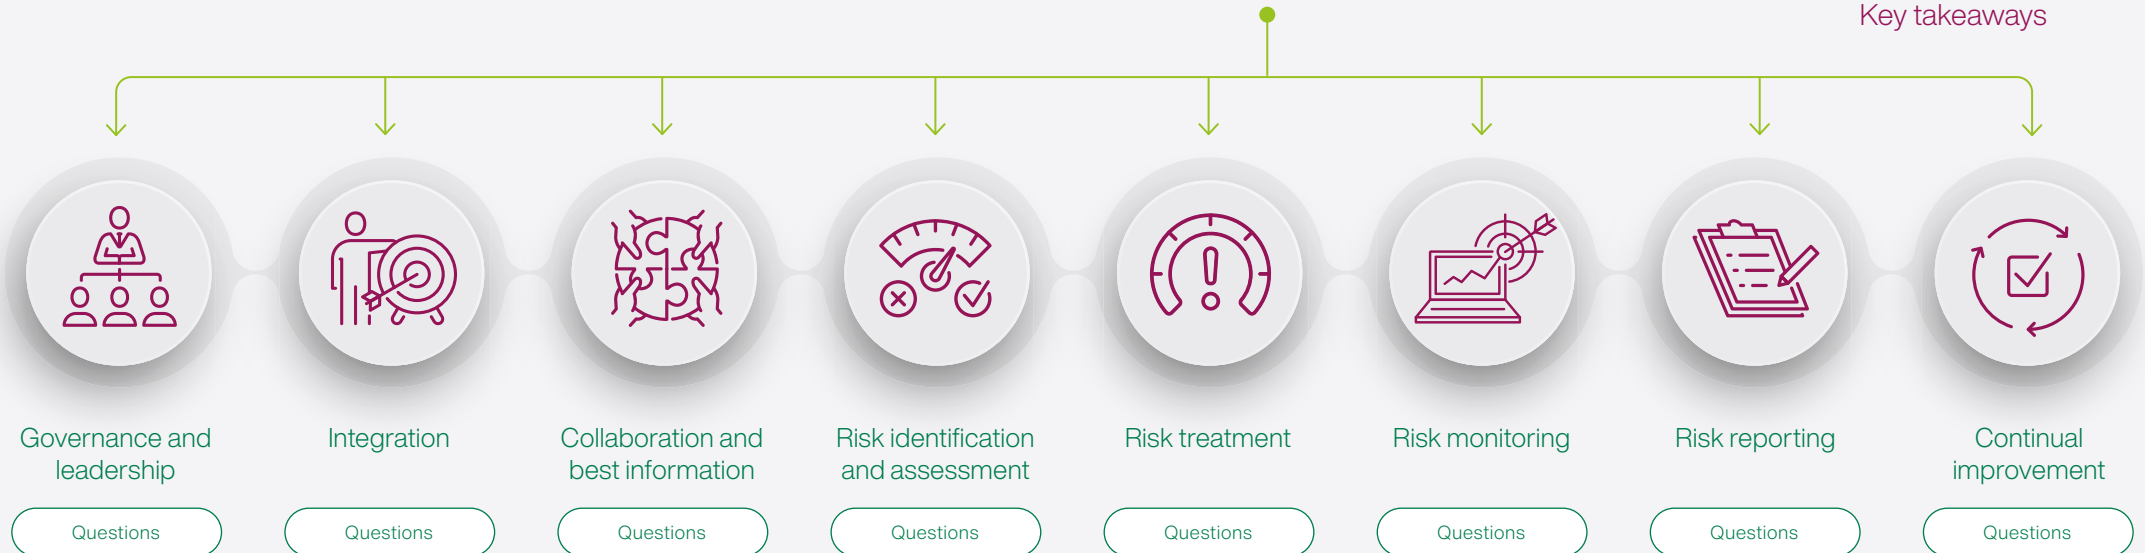 Key takeaways
Governance and
leadership
Integration
Collaboration and
best information
Risk identification
and assessment
Risk treatment
Risk monitoring
Risk reporting
Continual
improvement
Questions
Questions
Questions
Questions
Questions
Questions
Questions
Questions